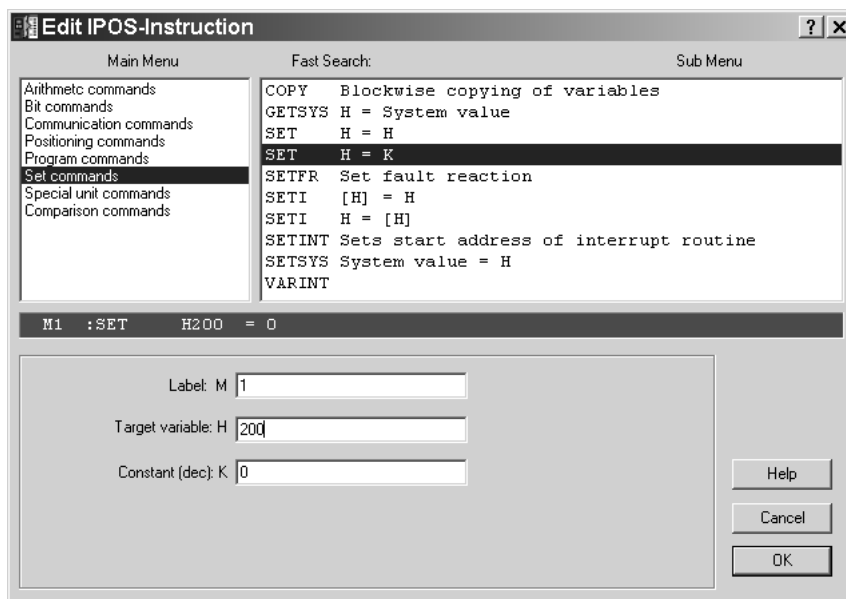 Edit IPOS-Instruction
? X
Main Menu Fast Search: Sub Menu
Arithmetc commands
Bit commands
Communication commands
Positioning commands
Program commands
Set commands
Special unit commands
Comparison commands
COPY Blockwise copying of variables
GETSYS H = System value
SET H = H
SET H = K
SETFR Set fault reaction
SETI [H] = H
SETI H = [H]
SETINT Sets start address of interrupt routine
SETSYS System value = H
VARINT
M1 :SET H200 = 0
Label: M 1
Target variable: H 200
Constant (dec): K 0
Help
Cancel
OK